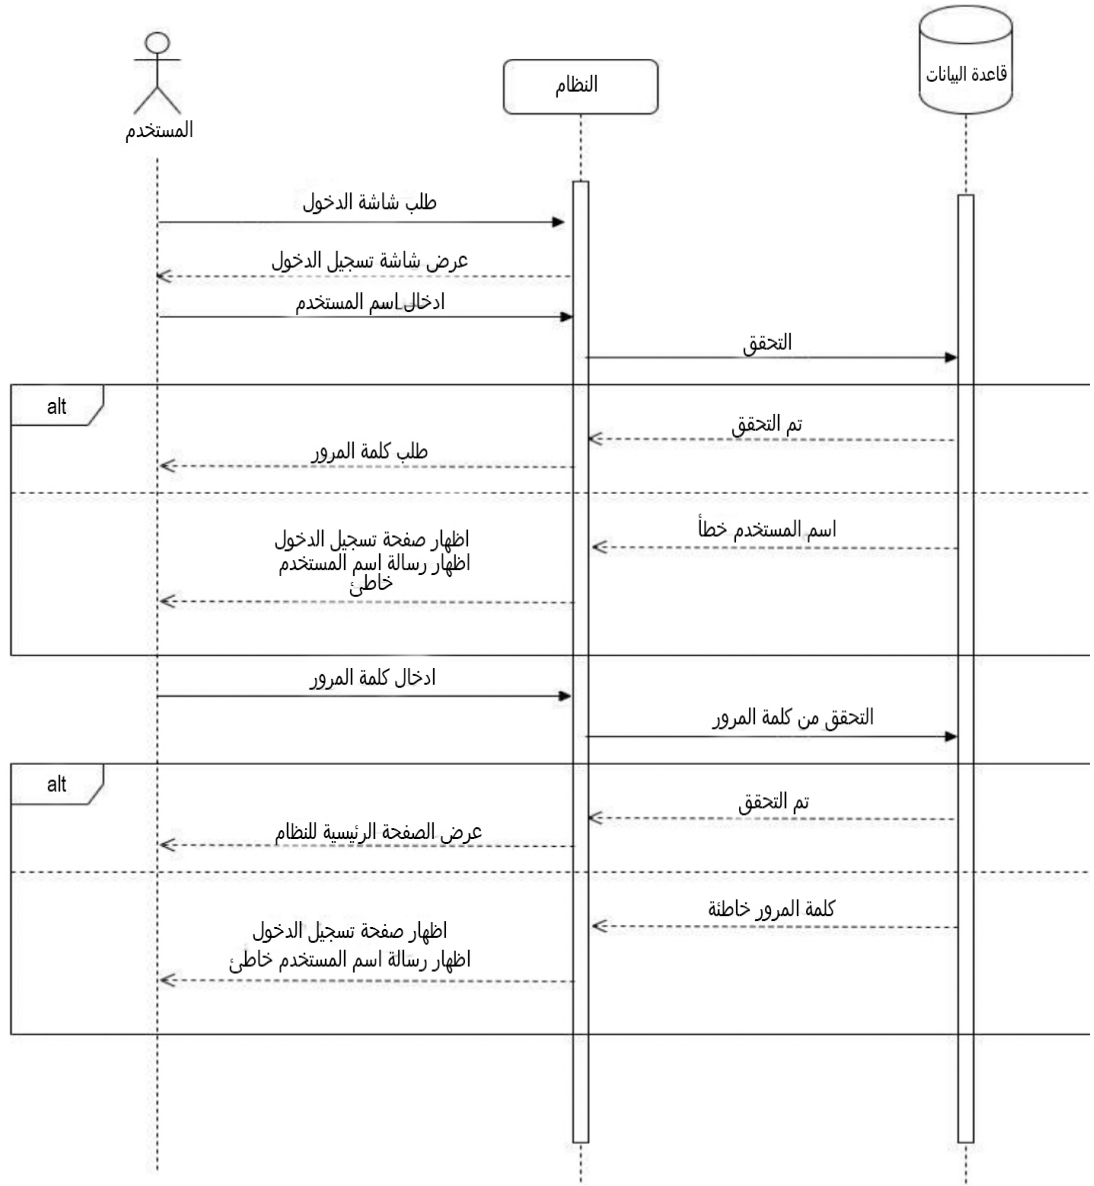 المستخدم
النظام
قاعدة البيانات
طلب شاشة الدخول
عرض شاشة تسجيل الدخول
ادخال اسم المستخدم
التحقق
alt
تم التحقق
طلب كلمة المرور
اسم المستخدم خطأ
اظهار صفحة تسجيل الدخول
اظهار رسالة اسم المستخدم
خاطئ
ادخال كلمة المرور
التحقق من كلمة المرور
alt
تم التحقق
عرض الصفحة الرئيسية للنظام
كلمة المرور خاطئة
اظهار صفحة تسجيل الدخول
اظهار رسالة اسم المستخدم خاطئ